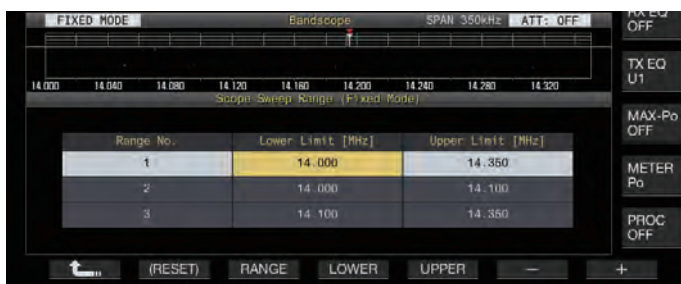 FIXED MODE Bandscope SPAN 350kHz ATT: OFF
RX EQ
OFF
14.000 14.040 14.080 14.120 14.160 14.200 14.240 14.280 14.320
TX EQ
U1
Scope Sweep Range (Fixed Mode)
MAX-Po
OFF
Range No. Lower Limit [MHz] Upper Limit [MHz]
1 14.000 14.350
METER
Po
2 14.000 14.100
3 14.100 14.350
PROC
OFF
(RESET) RANGE LOWER UPPER − +